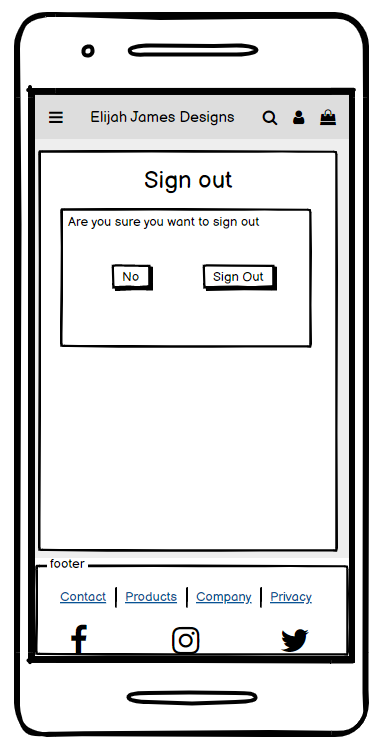 Elijah James Designs
Sign out
Are you sure you want to sign out
No Sign Out
footer
Contact Products Company Privacy